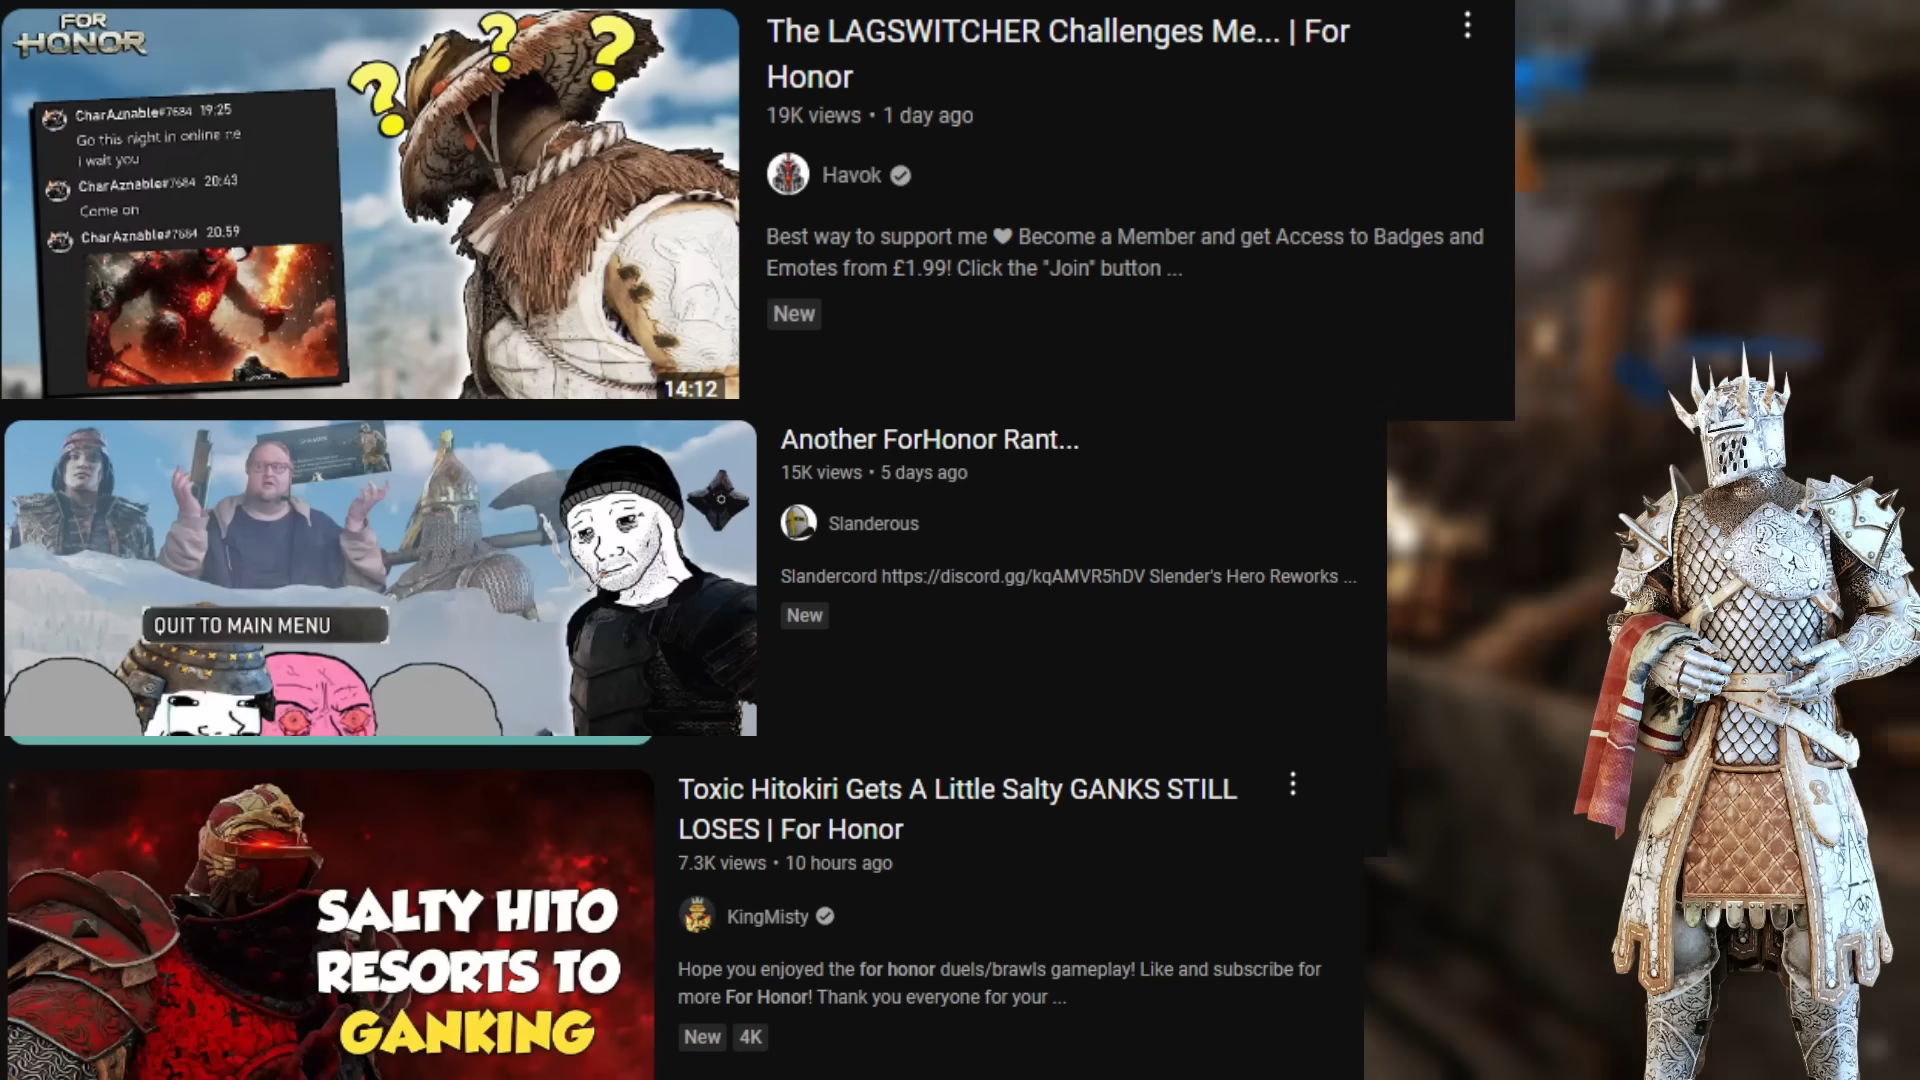 FOR
HONOR
CharAznable#7684 19:25
Go this night in online
i wait you
CharAznable#7684 20:43
Come on
CharAznable#7684 20:59
? ? ?
14:12
The LAGSWITCHER Challenges Me... | For
Honor
19K views • 1 day ago
Havok
Best way to support me ♥ Become a Member and get Access to Badges and
Emotes from £1.99! Click the "Join" button ...
New
QUIT TO MAIN MENU
Another ForHonor Rant...
15K views • 5 days ago
Slanderous
Slandercord https://discord.gg/kqAMVR5hDV Slender's Hero Reworks ...
New
SALTY HITO
RESORTS TO
GANKING
Toxic Hitokiri Gets A Little Salty GANKS STILL
LOSES | For Honor
7.3K views • 10 hours ago
KingMisty
Hope you enjoyed the for honor duels/brawls gameplay! Like and subscribe for
more For Honor! Thank you everyone for your ...
New 4K